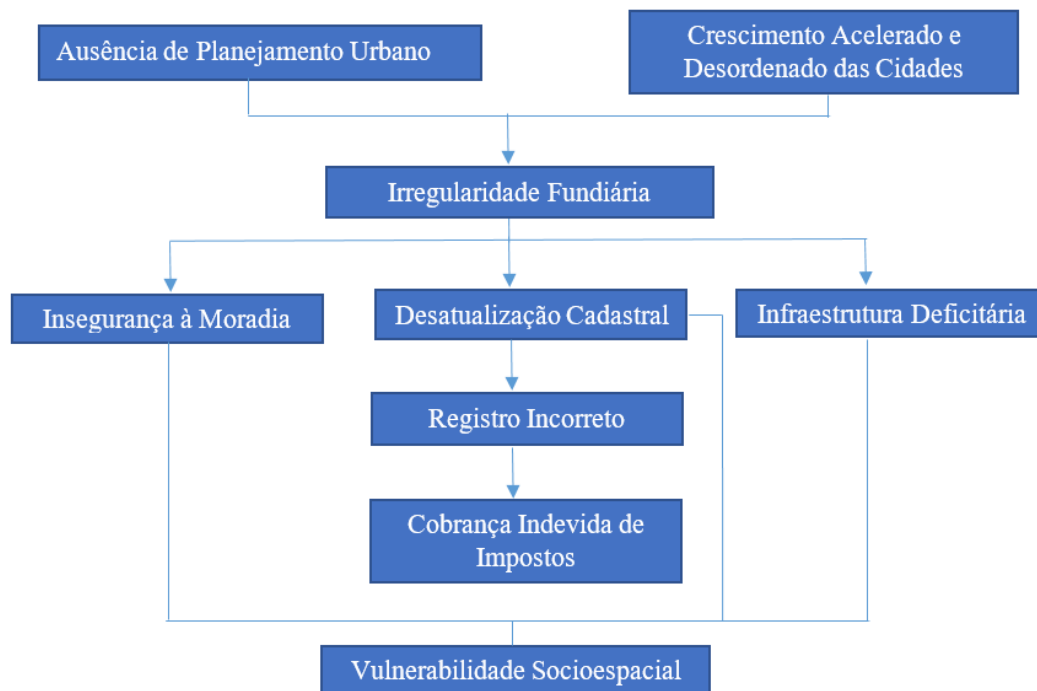 Ausência de Planejamento Urbano
Crescimento Acelerado e
Desordenado das Cidades
Irregularidade Fundiária
Insegurança à Moradia
Desatualização Cadastral
Infraestrutura Deficitária
Registro Incorreto
Cobrança Indevida de
Impostos
Vulnerabilidade Socioespacial